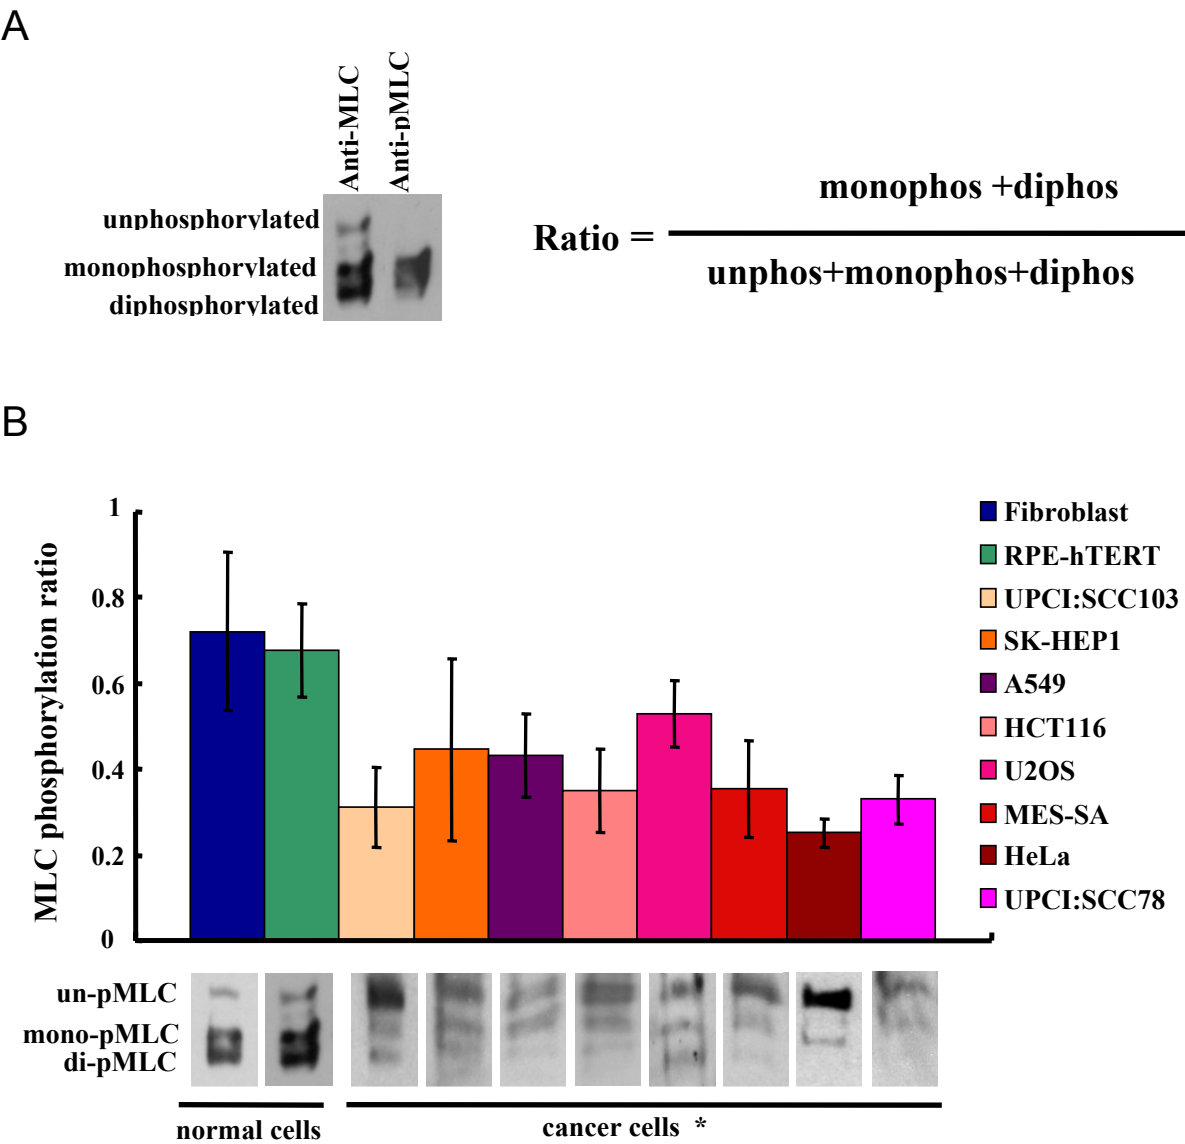 A
Anti-MLC
Anti-pMLC
unphosphorylated
monophosphorylated
diphosphorylated
Ratio =
monophos +diphos
unphos+monophos+diphos
B
MLC phosphorylation ratio
1
0.8
0.6
0.4
0.2
0
Fibroblast
RPE-hTERT
UPCI:SCC103
SK-HEP1
A549
HCT116
U2OS
MES-SA
HeLa
UPCI:SCC78
un-pMLC
mono-pMLC
di-pMLC
normal cells
cancer cells *